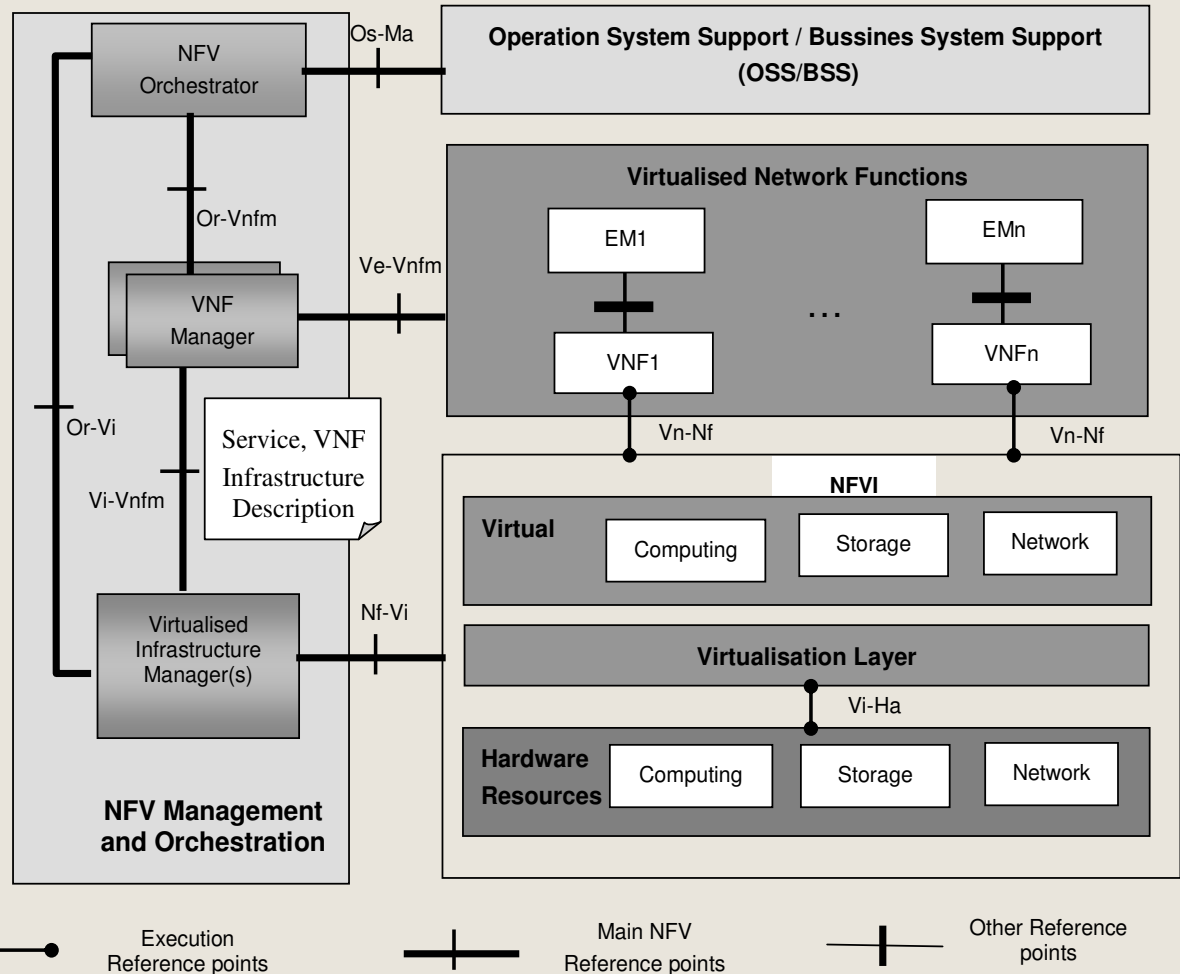 Os-Ma
NFV
Orchestrator
Operation System Support / Bussines System Support
(OSS/BSS)
Or-Vnfm
Virtualised Network Functions
EM1
EMn
Ve-Vnfm
VNF
Manager
...
VNF1
VNFn
Or-Vi
Service, VNF
Infrastructure
Description
Vn-Nf
Vn-Nf
Vi-Vnfm
NFVI
Virtual
Computing
Storage
Network
Nf-Vi
Virtualised
Infrastructure
Manager(s)
Virtualisation Layer
Vi-Ha
Hardware
Resources
Computing
Storage
Network
NFV Management
and Orchestration
Execution
Reference points
Main NFV
Reference points
Other Reference
points